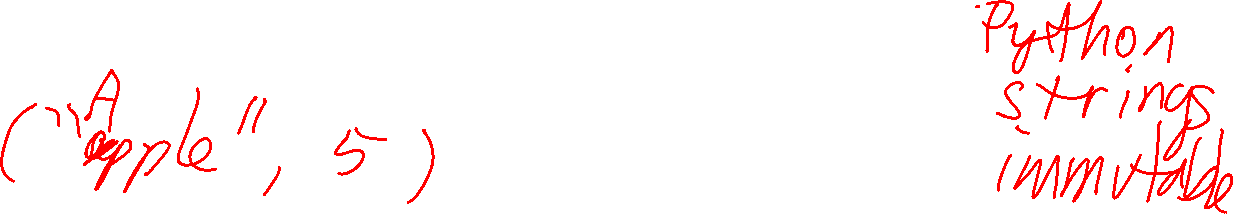 Python
strings
immutable
A
("apple", 5)